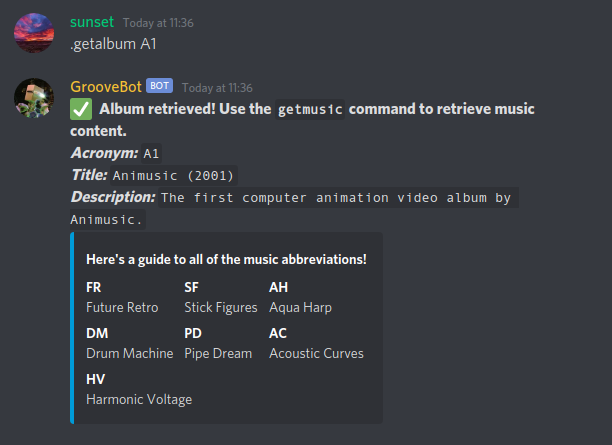 sunset Today at 11:36
.getalbum A1
GrooveBot BOT Today at 11:36
✅ Album retrieved! Use the getmusic command to retrieve music
content.
Acronym: A1
Title: Animusic (2001)
Description: The first computer animation video album by
Animusic.
Here's a guide to all of the music abbreviations!
FR SF AH
Future Retro Stick Figures Aqua Harp
DM PD AC
Drum Machine Pipe Dream Acoustic Curves
HV
Harmonic Voltage